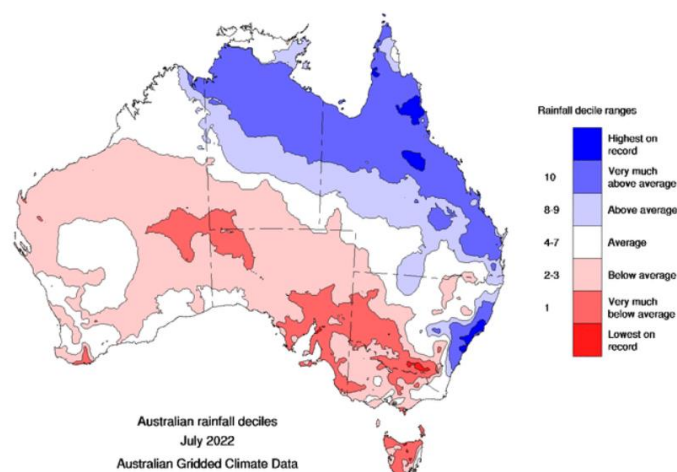 Rainfall decile ranges
Highest on
record
10
Very much
above average
8-9
Above average
4-7
Average
2-3
Below average
1
Very much
below average
Lowest on
record
Australian rainfall deciles
July 2022
Australian Gridded Climate Data